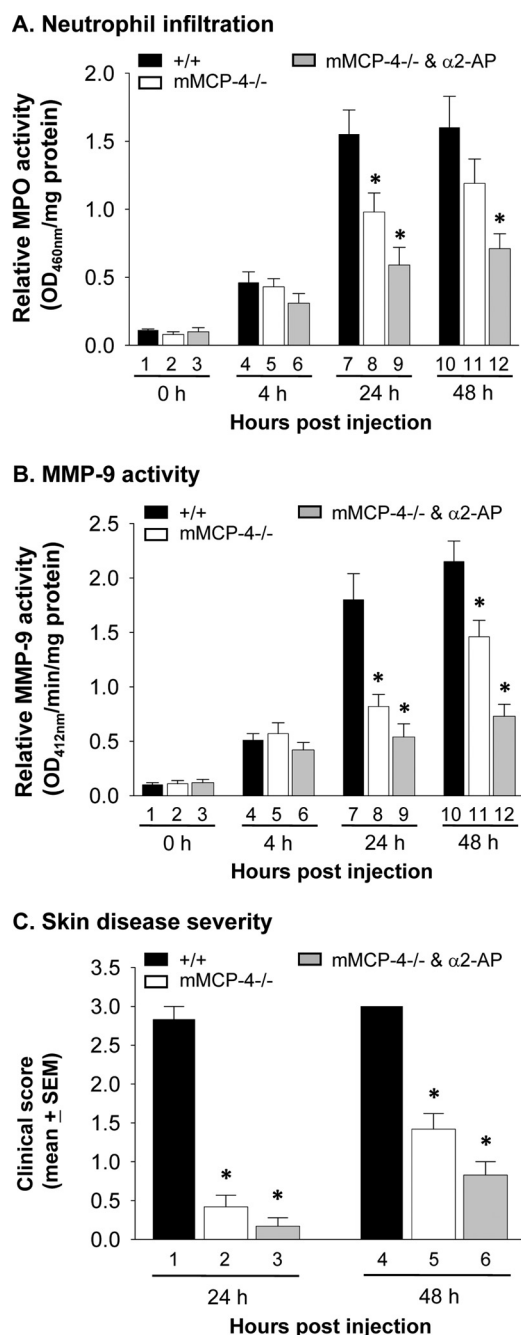 A. Neutrophil infiltration
+/+
mMCP-4-/-
mMCP-4-/- & α2-AP
Relative MPO activity
(OD460nm/mg protein)
2.0
1.5
1.0
0.5
0.0
* * *
1 2 3 4 5 6 7 8 9 10 11 12
0 h 4 h 24 h 48 h
Hours post injection
B. MMP-9 activity
+/+
mMCP-4-/-
mMCP-4-/- & α2-AP
Relative MMP-9 activity
(OD412nm/min/mg protein)
2.5
2.0
1.5
1.0
0.5
0.0
* * * *
1 2 3 4 5 6 7 8 9 10 11 12
0 h 4 h 24 h 48 h
Hours post injection
C. Skin disease severity
+/+
mMCP-4-/-
mMCP-4-/- & α2-AP
Clinical score
(mean ± SEM)
3.5
3.0
2.5
2.0
1.5
1.0
0.5
0.0
* * * *
1 2 3 4 5 6
24 h 48 h
Hours post injection